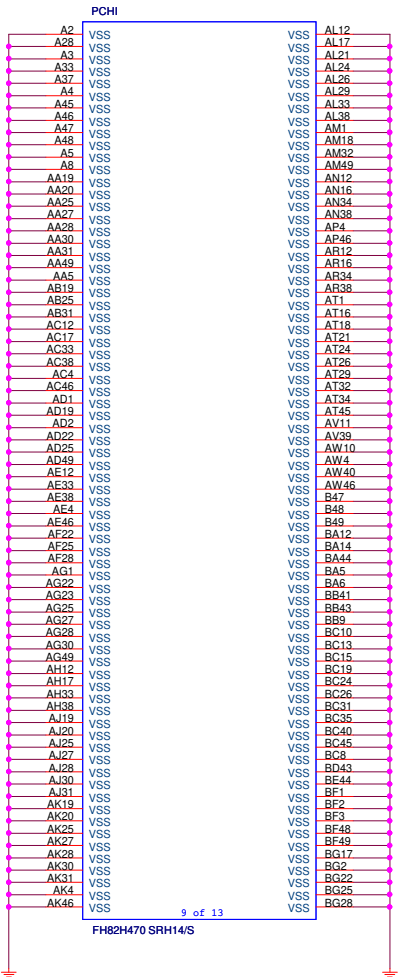 PCHI
A2 VSS VSS AL12
A28 VSS VSS AL17
A3 VSS VSS AL21
A33 VSS VSS AL24
A37 VSS VSS AL26
A4 VSS VSS AL29
A45 VSS VSS AL33
A46 VSS VSS AL38
A47 VSS VSS AM1
A48 VSS VSS AM18
A5 VSS VSS AM32
A8 VSS VSS AM49
AA19 VSS VSS AN12
AA20 VSS VSS AN16
AA25 VSS VSS AN34
AA27 VSS VSS AN38
AA28 VSS VSS AP4
AA30 VSS VSS AP46
AA31 VSS VSS AR12
AA49 VSS VSS AR16
AA5 VSS VSS AR34
AB19 VSS VSS AR38
AB25 VSS VSS AT1
AB31 VSS VSS AT16
AC12 VSS VSS AT18
AC17 VSS VSS AT21
AC33 VSS VSS AT24
AC38 VSS VSS AT26
AC4 VSS VSS AT29
AC46 VSS VSS AT32
AD1 VSS VSS AT34
AD19 VSS VSS AT45
AD2 VSS VSS AV11
AD22 VSS VSS AV39
AD25 VSS VSS AW10
AD49 VSS VSS AW4
AE12 VSS VSS AW40
AE33 VSS VSS AW46
AE38 VSS VSS B47
AE4 VSS VSS B48
AE46 VSS VSS B49
AF22 VSS VSS BA12
AF25 VSS VSS BA14
AF28 VSS VSS BA44
AG1 VSS VSS BA5
AG22 VSS VSS BA6
AG23 VSS VSS BB41
AG25 VSS VSS BB43
AG27 VSS VSS BB9
AG28 VSS VSS BC10
AG30 VSS VSS BC13
AG49 VSS VSS BC15
AH12 VSS VSS BC19
AH17 VSS VSS BC24
AH33 VSS VSS BC26
AH38 VSS VSS BC31
AJ19 VSS VSS BC35
AJ20 VSS VSS BC40
AJ25 VSS VSS BC45
AJ27 VSS VSS BC8
AJ28 VSS VSS BD43
AJ30 VSS VSS BE44
AJ31 VSS VSS BF1
AK19 VSS VSS BF2
AK20 VSS VSS BF3
AK25 VSS VSS BF48
AK27 VSS VSS BF49
AK28 VSS VSS BG17
AK30 VSS VSS BG2
AK31 VSS VSS BG22
AK4 VSS VSS BG25
AK46 VSS VSS BG28
9 of 13
FH82H470 SRH14/S